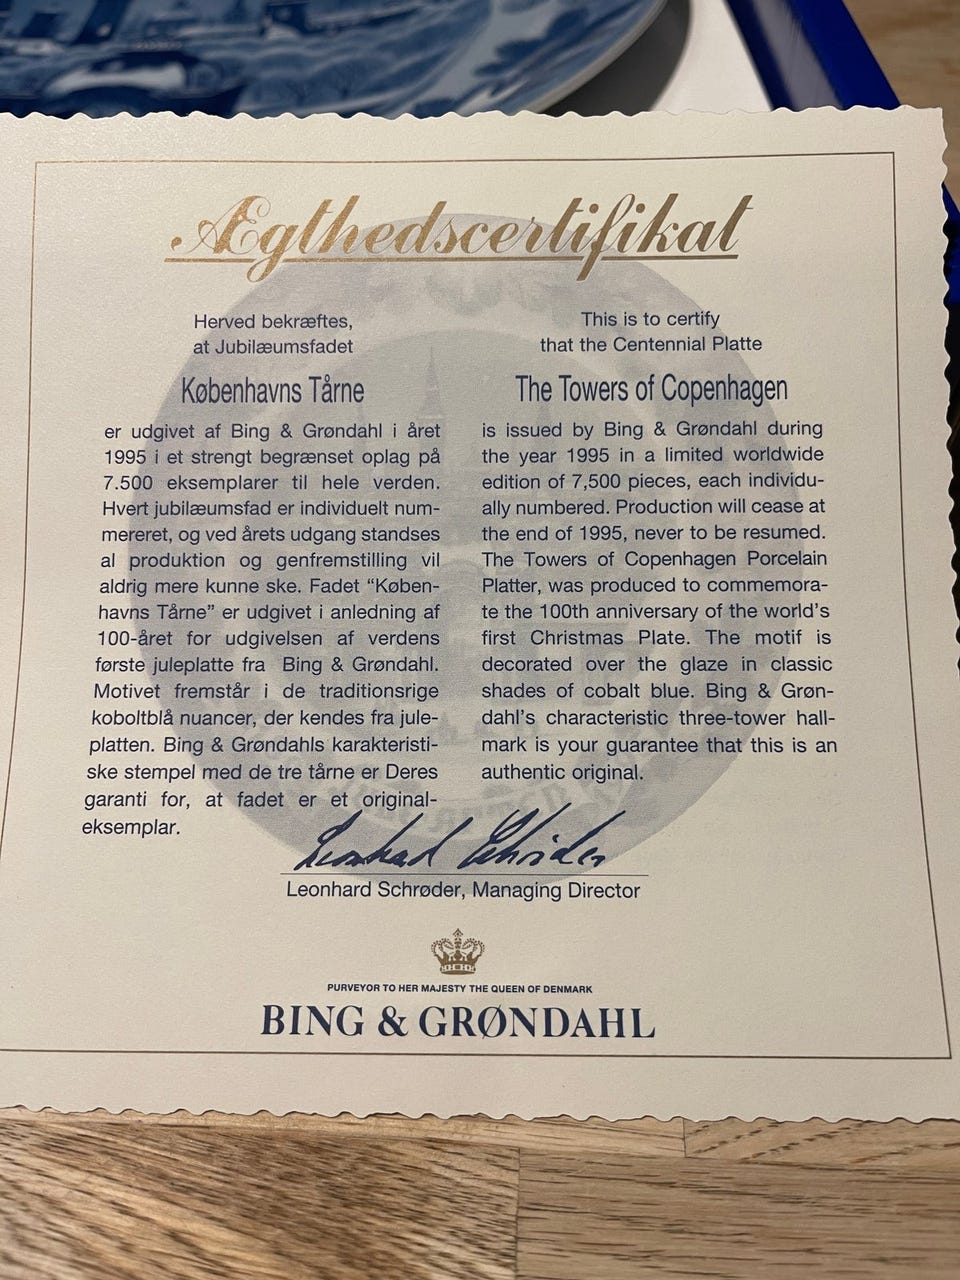 Ægthedscertifikat
Herved bekræftes,
at Jubilæumsfadet
Københavns Tårne
er udgivet af Bing & Grøndahl i året
1995 i et strengt begrænset oplag på
7.500 eksemplarer til hele verden.
Hvert jubilæumsfad er individuelt num-
mereret, og ved årets udgang standses
al produktion og genfremstilling vil
aldrig mere kunne ske. Fadet “Køben-
havns Tårne” er udgivet i anledning af
100-året for udgivelsen af verdens
første juleplatte fra Bing & Grøndahl.
Motivet fremstår i de traditionsrige
koboltblå nuancer, der kendes fra jule-
platten. Bing & Grøndahls karakteristi-
ske stempel med de tre tårne er Deres
garanti for, at fadet er et original-
eksemplar.
This is to certify
that the Centennial Platte
The Towers of Copenhagen
is issued by Bing & Grøndahl during
the year 1995 in a limited worldwide
edition of 7,500 pieces, each individu-
ally numbered. Production will cease at
the end of 1995, never to be resumed.
The Towers of Copenhagen Porcelain
Platter, was produced to commemora-
te the 100th anniversary of the world’s
first Christmas Plate. The motif is
decorated over the glaze in classic
shades of cobalt blue. Bing & Grøn-
dahl’s characteristic three-tower hall-
mark is your guarantee that this is an
authentic original.
Leonhard Schrøder
Leonhard Schrøder, Managing Director
PURVEYOR TO HER MAJESTY THE QUEEN OF DENMARK
BING & GRØNDAHL